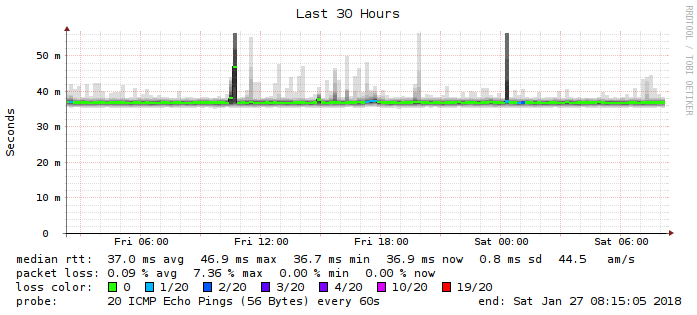 Last 30 Hours
RRDTOOL / TOBI OETIKER
Seconds
50 m
40 m
30 m
20 m
10 m
0
Fri 06:00 Fri 12:00 Fri 18:00 Sat 00:00 Sat 06:00
median rtt: 37.0 ms avg 46.9 ms max 36.7 ms min 36.9 ms now 0.8 ms sd 44.5 am/s
packet loss: 0.09 % avg 7.36 % max 0.00 % min 0.00 % now
loss color: 0 1/20 2/20 3/20 4/20 10/20 19/20
probe: 20 ICMP Echo Pings (56 Bytes) every 60s end: Sat Jan 27 08:15:05 2018